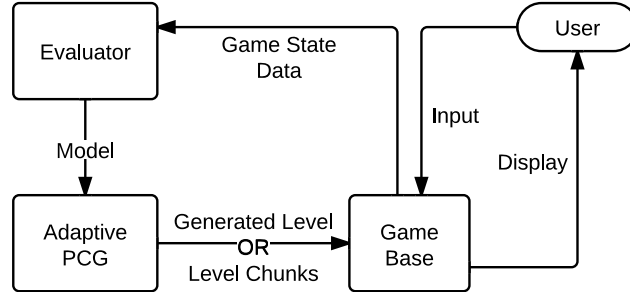 Evaluator
Game State
Data
User
Input
Model
Display
Adaptive
PCG
Generated Level
OR
Level Chunks
Game
Base